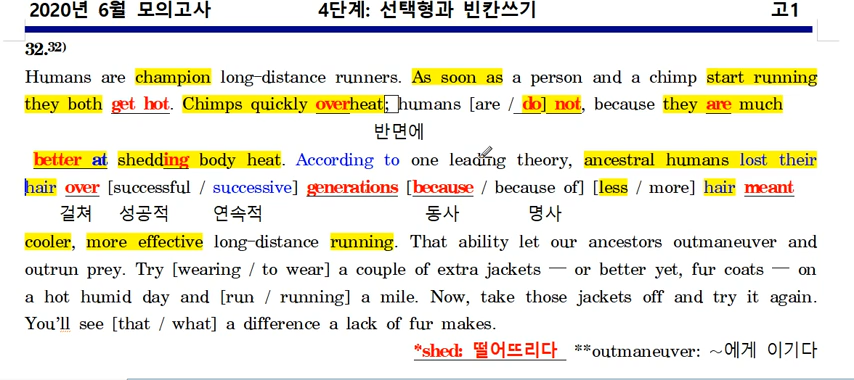 2020년 6월 모의고사 4단계: 선택형과 빈칸쓰기 고1
32.32)
Humans are champion long-distance runners. As soon as a person and a chimp start running
they both get hot. Chimps quickly overheat; humans [are / do] not, because they are much
반면에
better at shedding body heat. According to one leading theory, ancestral humans lost their
hair over [successful / successive] generations [because / because of] [less / more] hair meant
걸쳐 성공적 연속적 동사 명사
cooler, more effective long-distance running. That ability let our ancestors outmaneuver and
outrun prey. Try [wearing / to wear] a couple of extra jackets — or better yet, fur coats — on
a hot humid day and [run / running] a mile. Now, take those jackets off and try it again.
You'll see [that / what] a difference a lack of fur makes.
*shed: 떨어뜨리다 **outmaneuver: ~에게 이기다